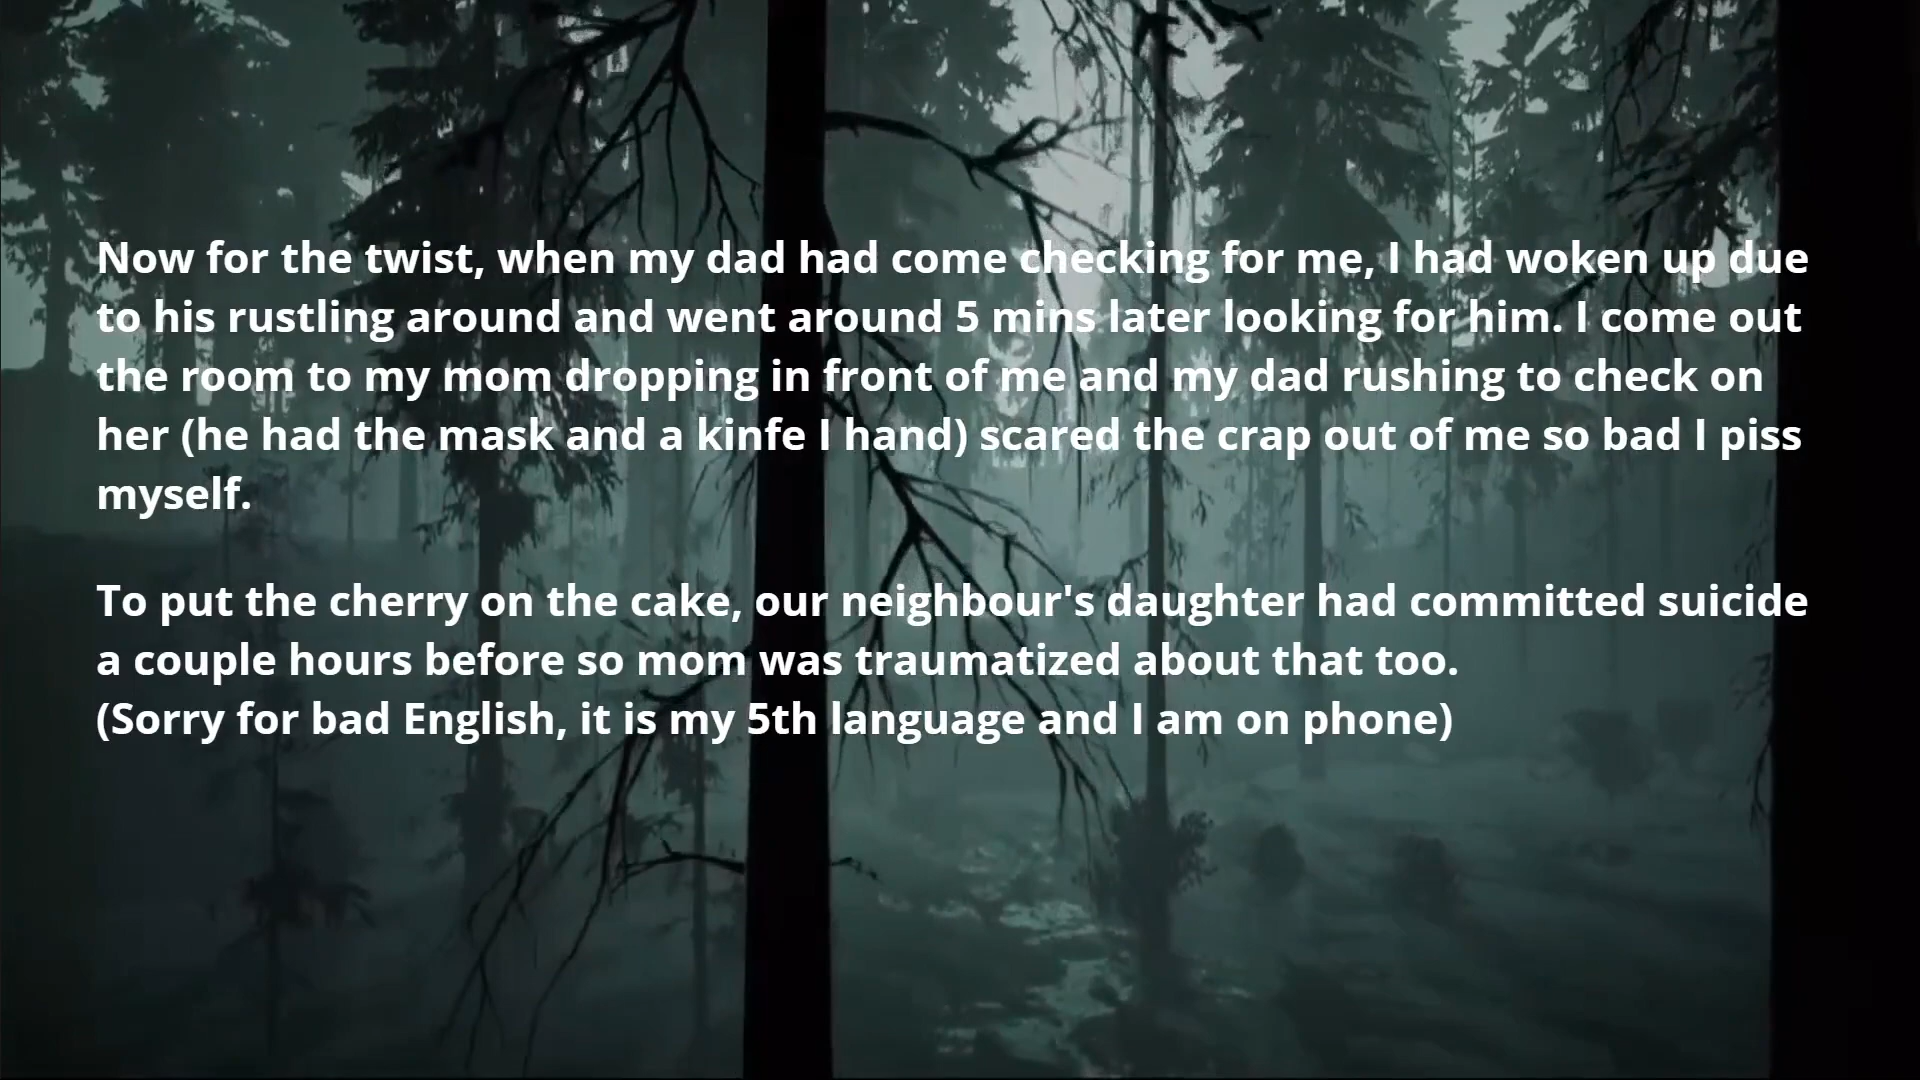 Now for the twist, when my dad had come checking for me, I had woken up due
to his rustling around and went around 5 mins later looking for him. I come out
the room to my mom dropping in front of me and my dad rushing to check on
her (he had the mask and a kinfe I hand) scared the crap out of me so bad I piss
myself.
To put the cherry on the cake, our neighbour's daughter had committed suicide
a couple hours before so mom was traumatized about that too.
(Sorry for bad English, it is my 5th language and I am on phone)